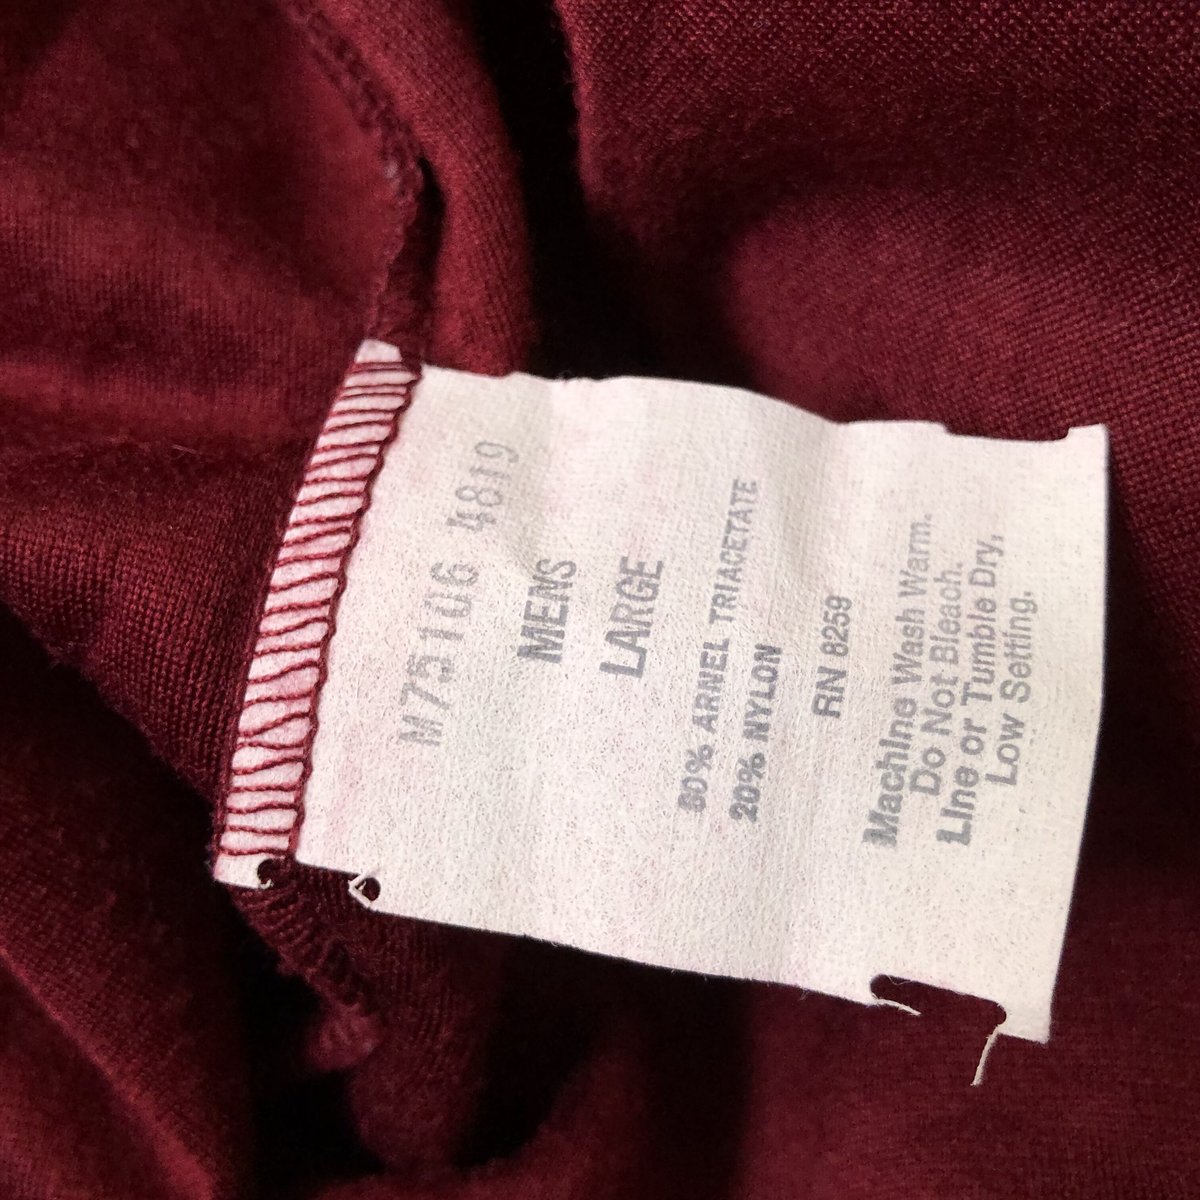 M75106 4819
MENS
LARGE
80% ARNEL TRIACETATE
20% NYLON
RN 8259
Machine Wash Warm.
Do Not Bleach.
Line or Tumble Dry,
Low Setting.